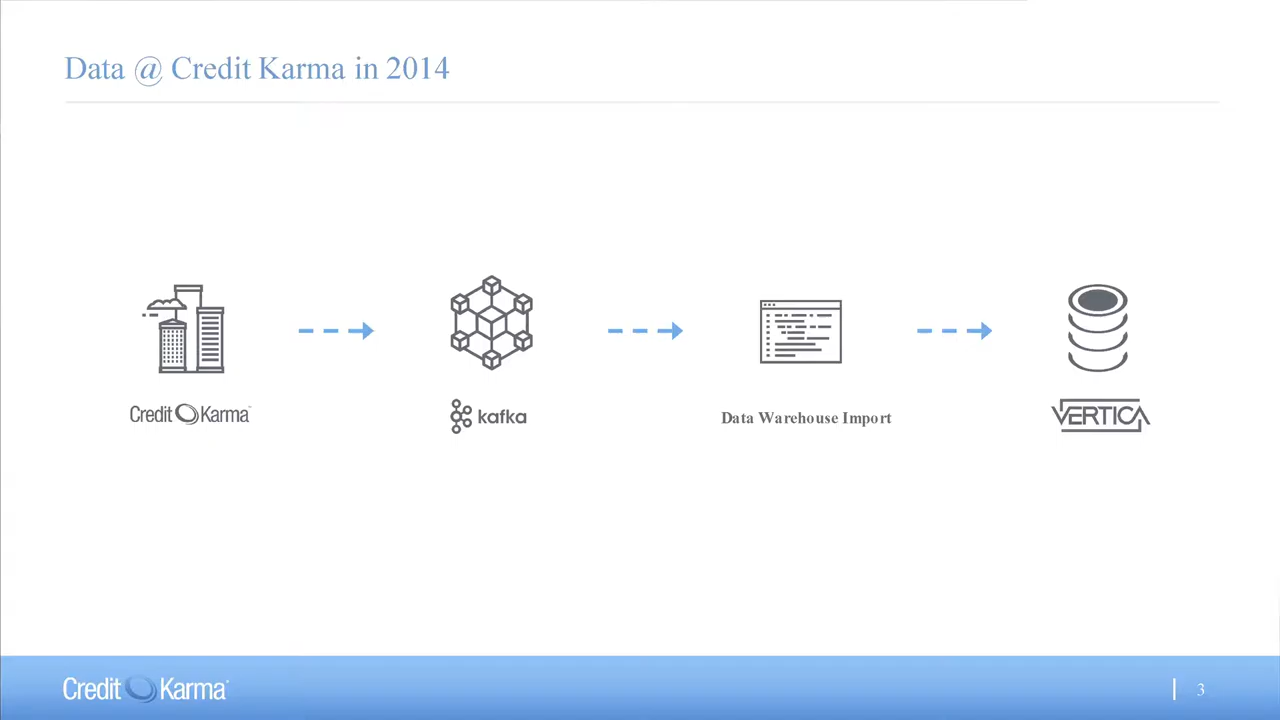 Data @ Credit Karma in 2014
Credit Karma
kafka
Data Warehouse Import
VERTICA
Credit Karma
3